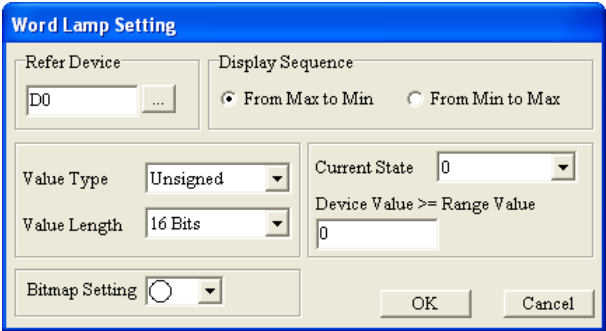 Word Lamp Setting
Refer Device
D0
...
Display Sequence
From Max to Min
From Min to Max
Value Type
Unsigned
Value Length
16 Bits
Current State
0
Device Value >= Range Value
0
Bitmap Setting
OK
Cancel